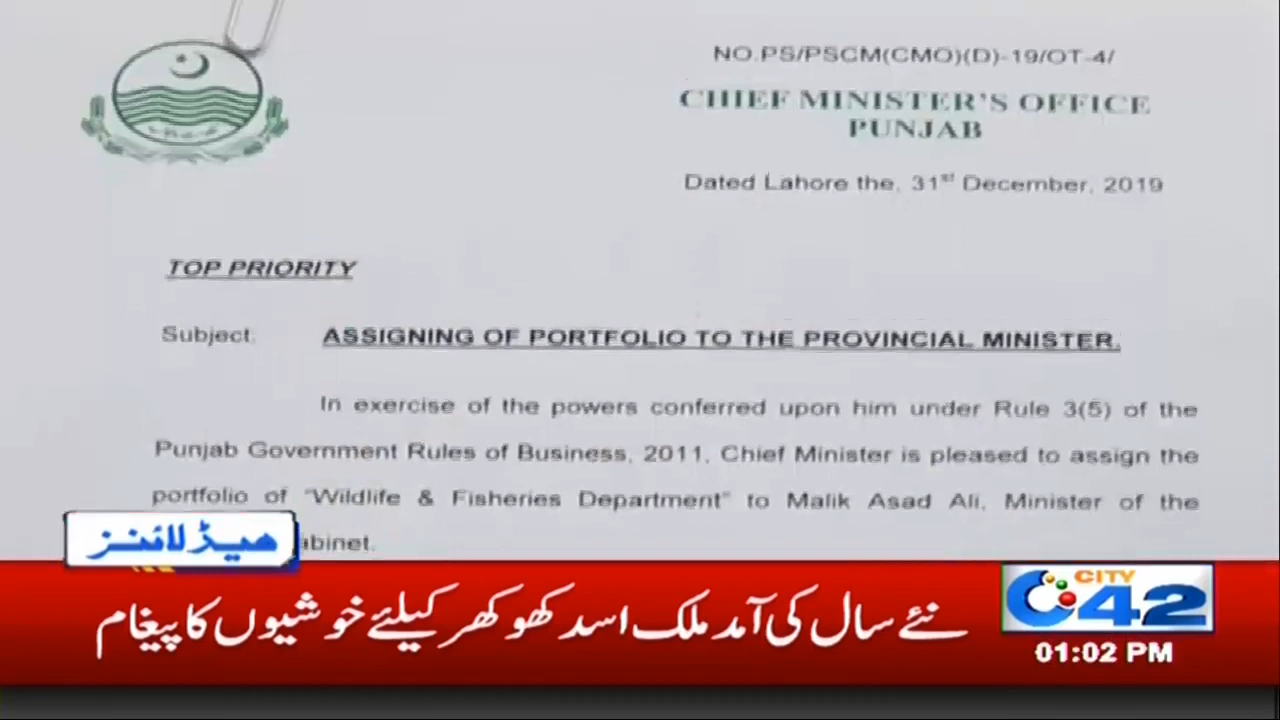 NO.PS/PSCM(CMO)(D)-19/OT-4/
CHIEF MINISTER'S OFFICE
PUNJAB
Dated Lahore the, 31st December, 2019
TOP PRIORITY
Subject: ASSIGNING OF PORTFOLIO TO THE PROVINCIAL MINISTER.
In exercise of the powers conferred upon him under Rule 3(5) of the
Punjab Government Rules of Business, 2011, Chief Minister is pleased to assign the
portfolio of "Wildlife & Fisheries Department" to Malik Asad Ali, Minister of the
abinet.
ہیڈلائنز
نئے سال کی آمد ملک اسد کھوکھر کیلئے خوشیوں کا پیغام
CITY
42
01:02 PM